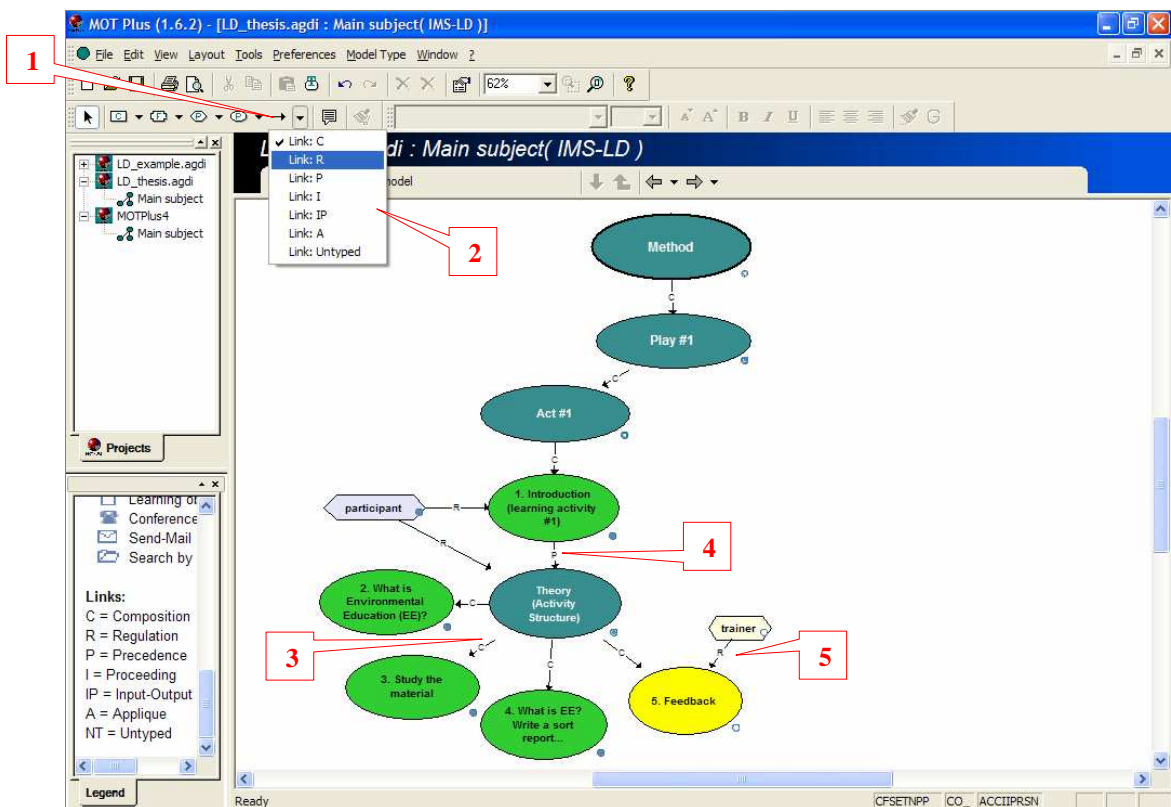 MOT Plus (1.6.2) - [LD_thesis.agdi : Main subject( IMS-LD )]
1
File Edit View Layout Tools Preferences Model Type Window ?
62%
C F P P
B I U G
Link: C
Link: R
Link: P
Link: I
Link: IP
Link: A
Link: Untyped
2
LD_example.agdi
LD_thesis.agdi
Main subject
MOTPlus4
Main subject
Projects
L di : Main subject( IMS-LD )
odel
Method
C
Play #1
C
Act #1
C
participant
R
1. Introduction
(learning activity
#1)
R
P
4
2. What is
Environmental
Education (EE)?
C
Theory
(Activity
Structure)
trainer
3
C
C
C
R
5
3. Study the
material
4. What is EE?
Write a sort
report...
5. Feedback
Learning ob
Conference
Send-Mail
Search by
Links:
C = Composition
R = Regulation
P = Precedence
I = Proceeding
IP = Input-Output
A = Applique
NT = Untyped
Legend
Ready
CFSETNPP CO_ ACCIIPRSN